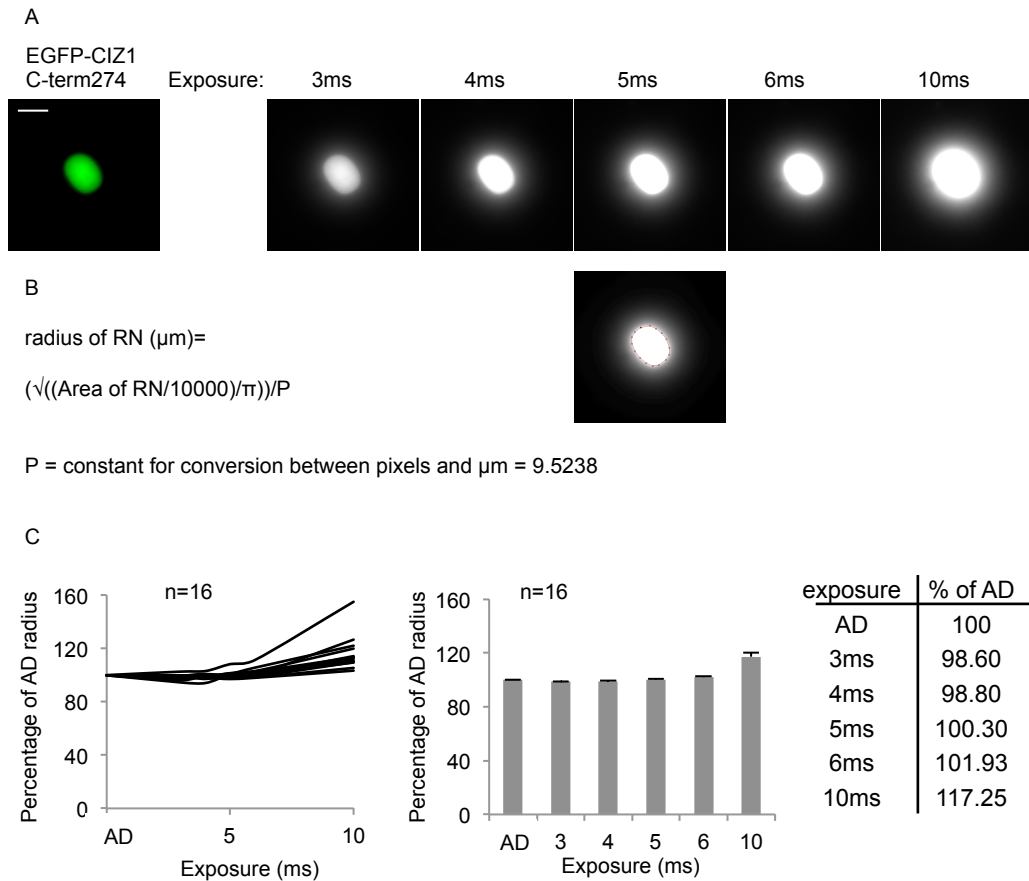 A
EGFP-CIZ1
C-term274
Exposure: 3ms 4ms 5ms 6ms 10ms
B
radius of RN (µm)=
(√((Area of RN/10000)/π))/P
P = constant for conversion between pixels and µm = 9.5238
C
Percentage of AD radius
n=16
160
120
80
40
0
AD 5 10
Exposure (ms)
Percentage of AD radius
n=16
160
120
80
40
0
AD 3 4 5 6 10
Exposure (ms)
exposure % of AD
AD 100
3ms 98.60
4ms 98.80
5ms 100.30
6ms 101.93
10ms 117.25